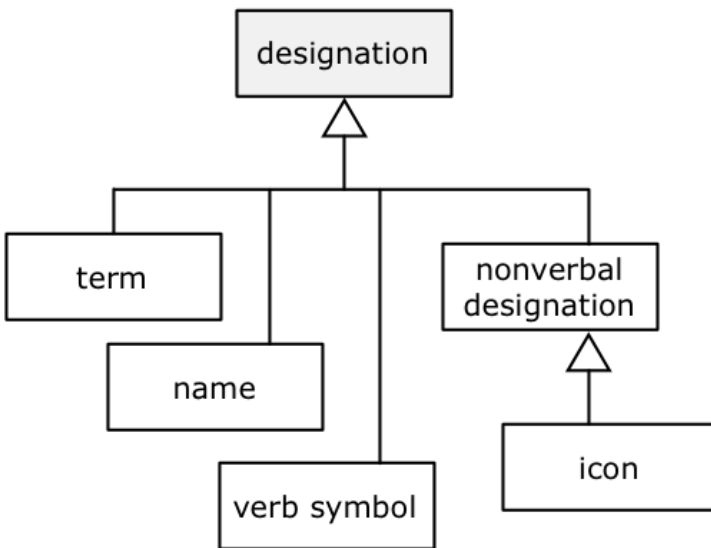 designation
term
nonverbal
designation
name
icon
verb symbol